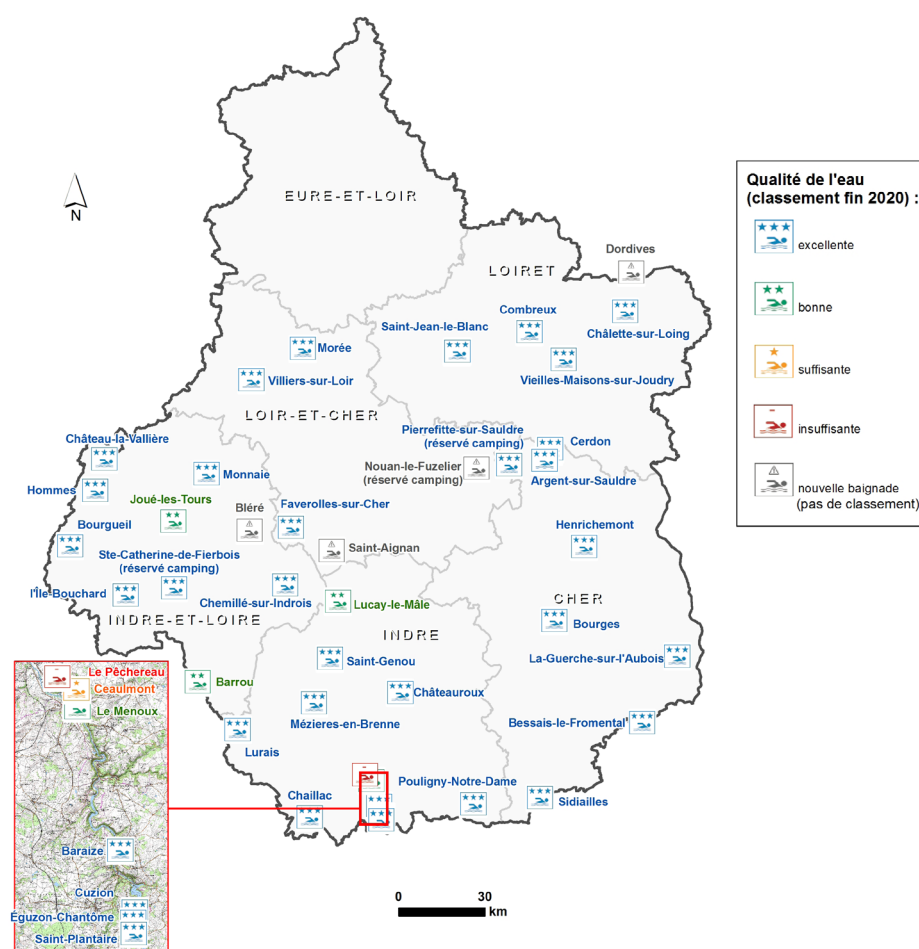 EURE-ET-LOIR
N
Qualité de l'eau
(classement fin 2020) :
excellente
bonne
suffisante
insuffisante
nouvelle baignade
(pas de classement)
Dordives
LOIRET
Combreux
Saint-Jean-le-Blanc
Châlette-sur-Loing
Morée
Vieilles-Maisons-sur-Joudry
Villiers-sur-Loir
LOIR-ET-CHER
Pierrefitte-sur-Sauldre
(réservé camping)
Cerdon
Château-la-Vallière
Nouan-le-Fuzelier
(réservé camping)
Monnaie
Argent-sur-Sauldre
Hommes
Joué-les-Tours
Bléré
Faverolles-sur-Cher
Bourgueil
Henrichemont
Saint-Aignan
Ste-Catherine-de-Fierbois
(réservé camping)
l'Île-Bouchard
Chemillé-sur-Indrois
Lucay-le-Mâle
CHER
INDRE-ET-LOIRE
Bourges
INDRE
Saint-Genou
La-Guerche-sur-l'Aubois
Barrou
Châteauroux
Mézieres-en-Brenne
Bessais-le-Fromental'
Lurais
Pouligny-Notre-Dame
Chaillac
Sidiailles
Le Pêchereau
Ceaulmont
Le Menoux
Baraize
Cuzion
Éguzon-Chantôme
Saint-Plantaire
0 30
km